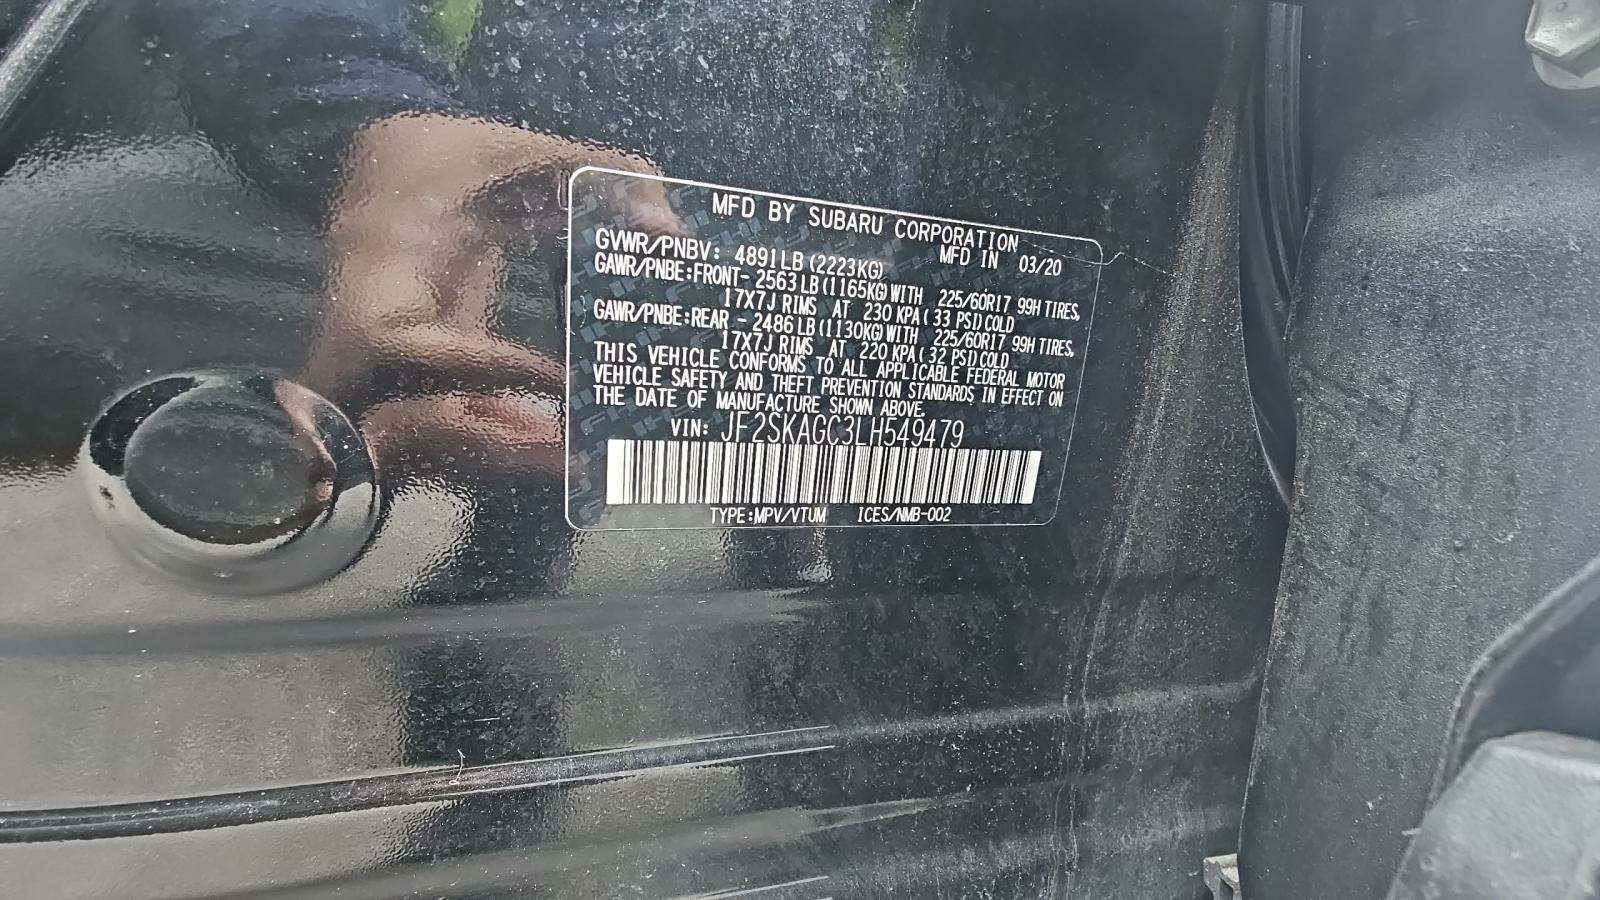 MFD BY SUBARU CORPORATION
GVWR/PNBV: 4891LB (2223KG) MFD IN 03/20
GAWR/PNBE:FRONT- 2563 LB (1165KG) WITH 225/60R17 99H TIRES,
17X7J RIMS AT 230 KPA ( 33 PSI) COLD
GAWR/PNBE:REAR - 2486 LB (1130KG) WITH 225/60R17 99H TIRES,
17X7J RIMS AT 220 KPA ( 32 PSI) COLD
THIS VEHICLE CONFORMS TO ALL APPLICABLE FEDERAL MOTOR
VEHICLE SAFETY AND THEFT PREVENTION STANDARDS IN EFFECT ON
THE DATE OF MANUFACTURE SHOWN ABOVE.
VIN: JF2SKAGC3LH549479
TYPE:MPV/VTUM ICES/NMB-002